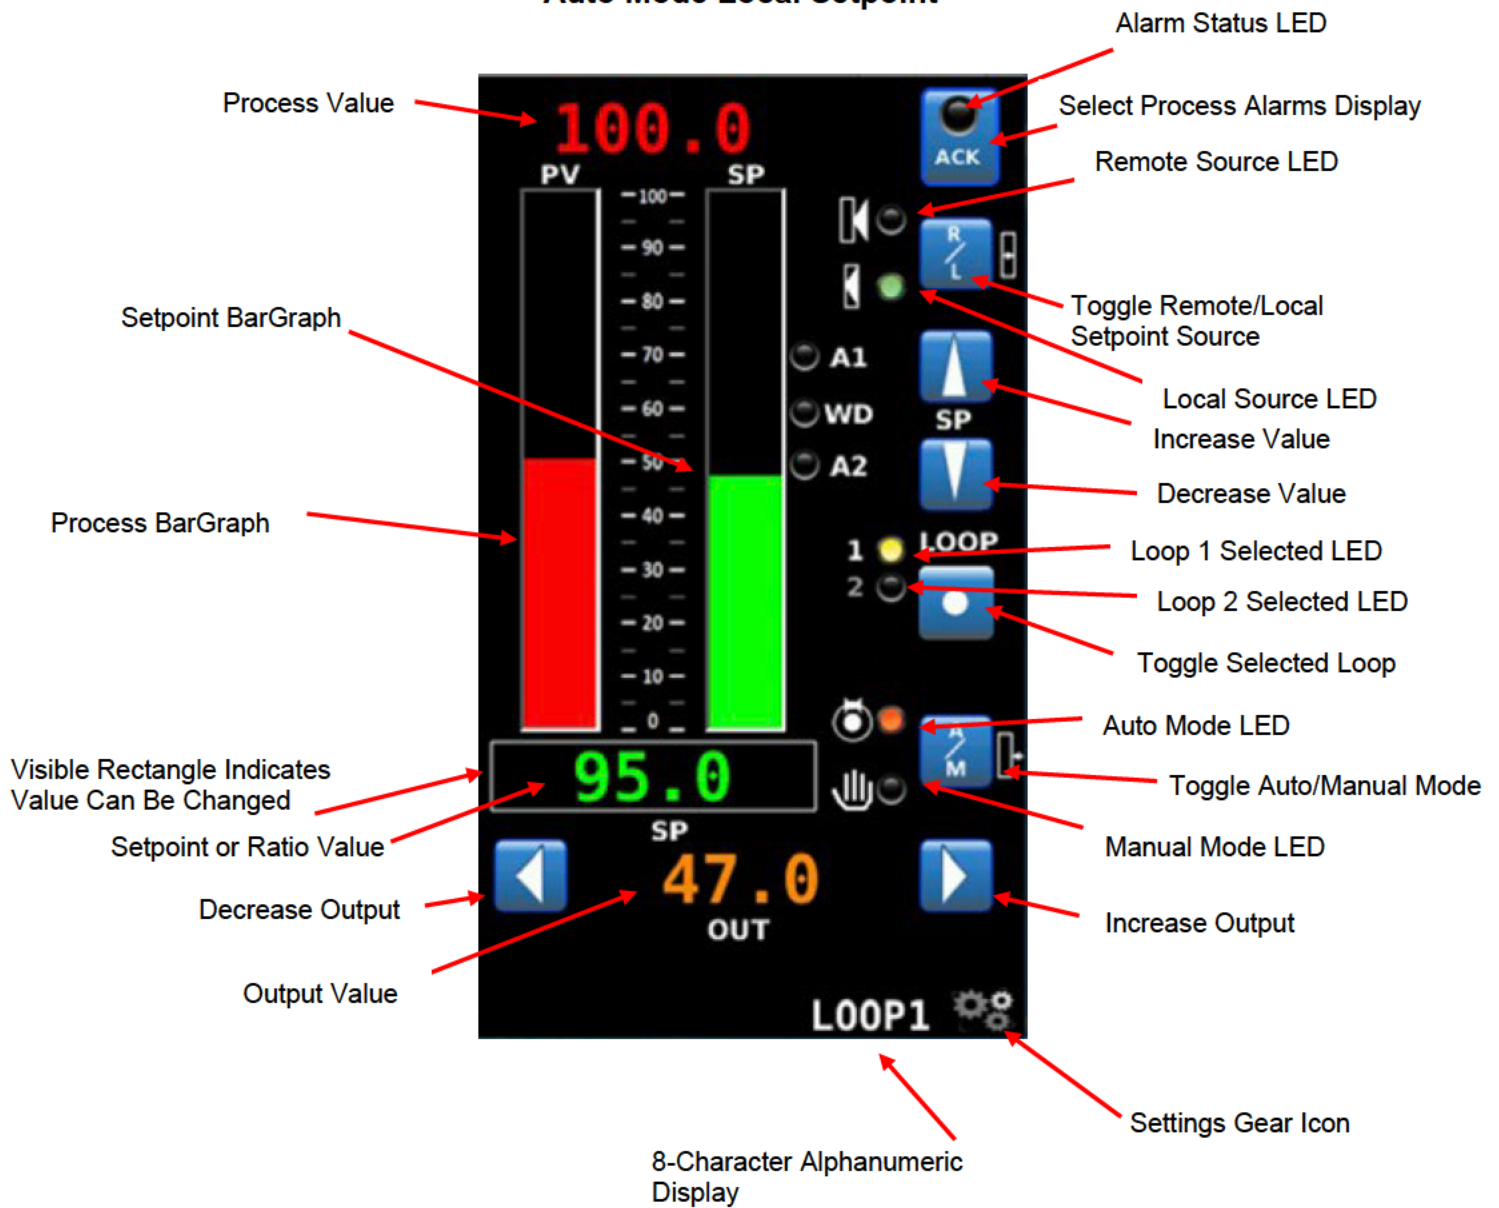 Auto Mode Local Setpoint
Alarm Status LED
Process Value
100.0
Select Process Alarms Display
ACK
Remote Source LED
PV
SP
100
90
80
70
60
50
40
30
20
10
0
R/L
Toggle Remote/Local
Setpoint Source
Setpoint BarGraph
A1
WD
A2
Local Source LED
SP
Increase Value
Decrease Value
Process BarGraph
1
LOOP
Loop 1 Selected LED
2
Loop 2 Selected LED
Toggle Selected Loop
A/M
Auto Mode LED
Toggle Auto/Manual Mode
Visible Rectangle Indicates
Value Can Be Changed
95.0
Setpoint or Ratio Value
SP
Manual Mode LED
47.0
Decrease Output
OUT
Increase Output
Output Value
LOOP1
Settings Gear Icon
8-Character Alphanumeric
Display